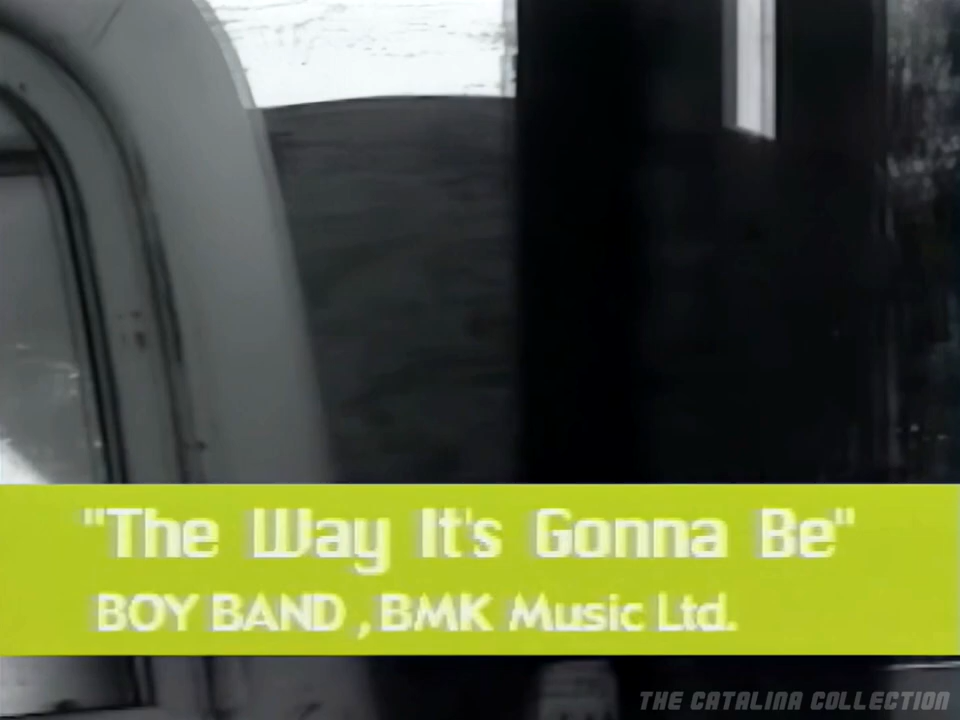 "The Way It's Gonna Be"
BOY BAND , BMK Music Ltd.
THE CATALINA COLLECTION